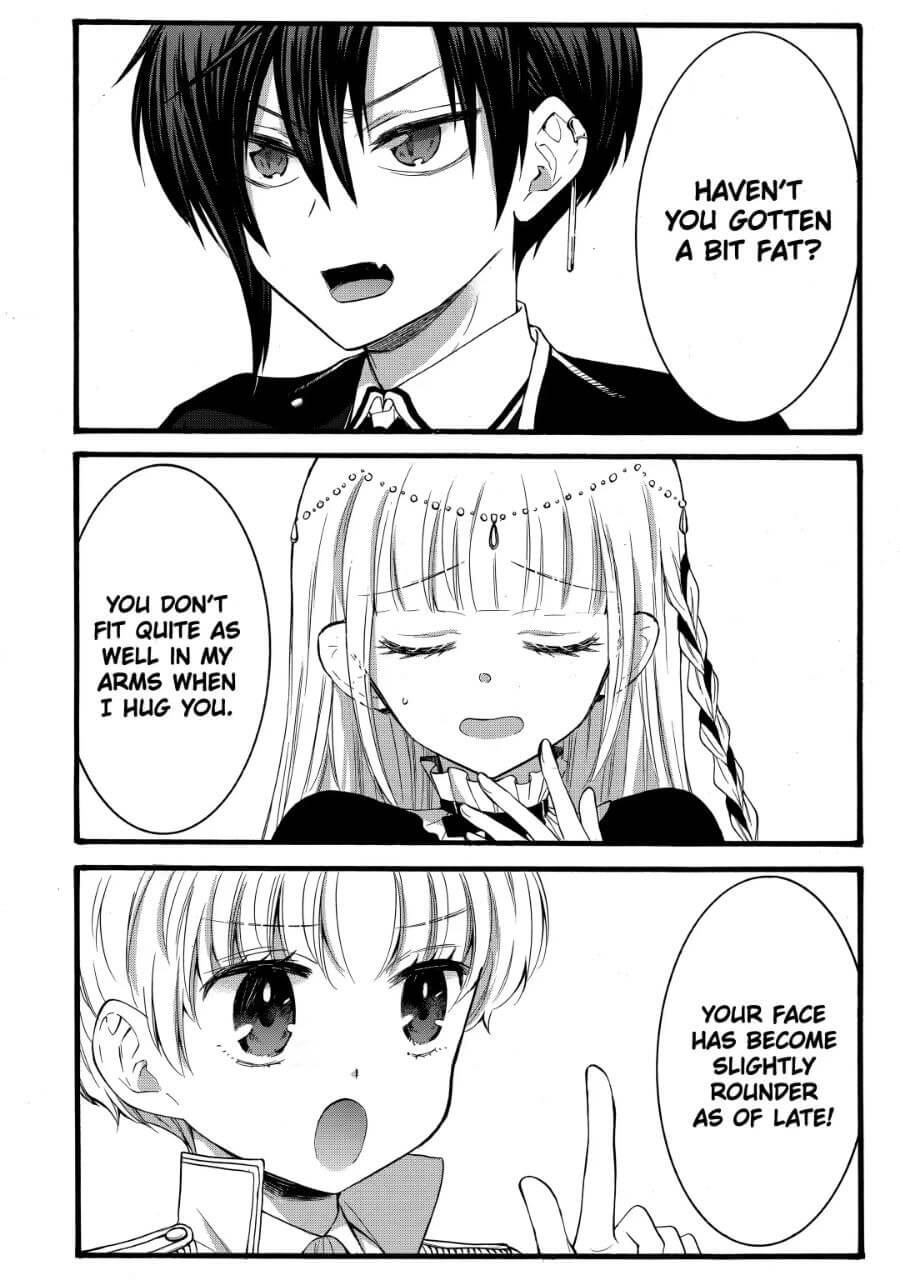 HAVEN'T
YOU GOTTEN
A BIT FAT?
YOU DON'T
FIT QUITE AS
WELL IN MY
ARMS WHEN
I HUG YOU.
YOUR FACE
HAS BECOME
SLIGHTLY
ROUNDER
AS OF LATE!